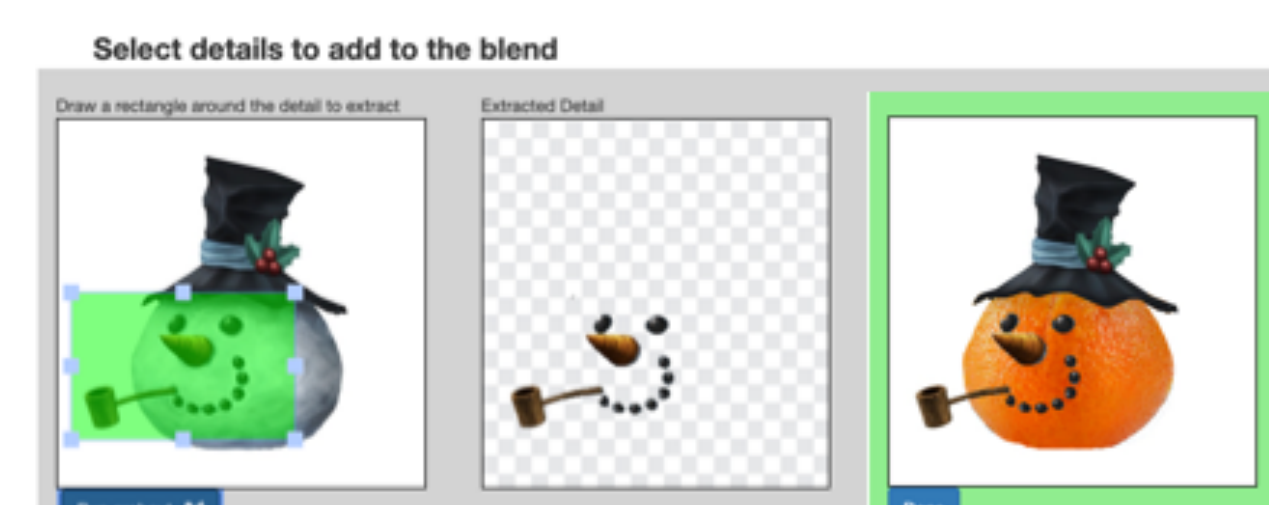 Select details to add to the blend
Draw a rectangle around the detail to extract
Extracted Detail